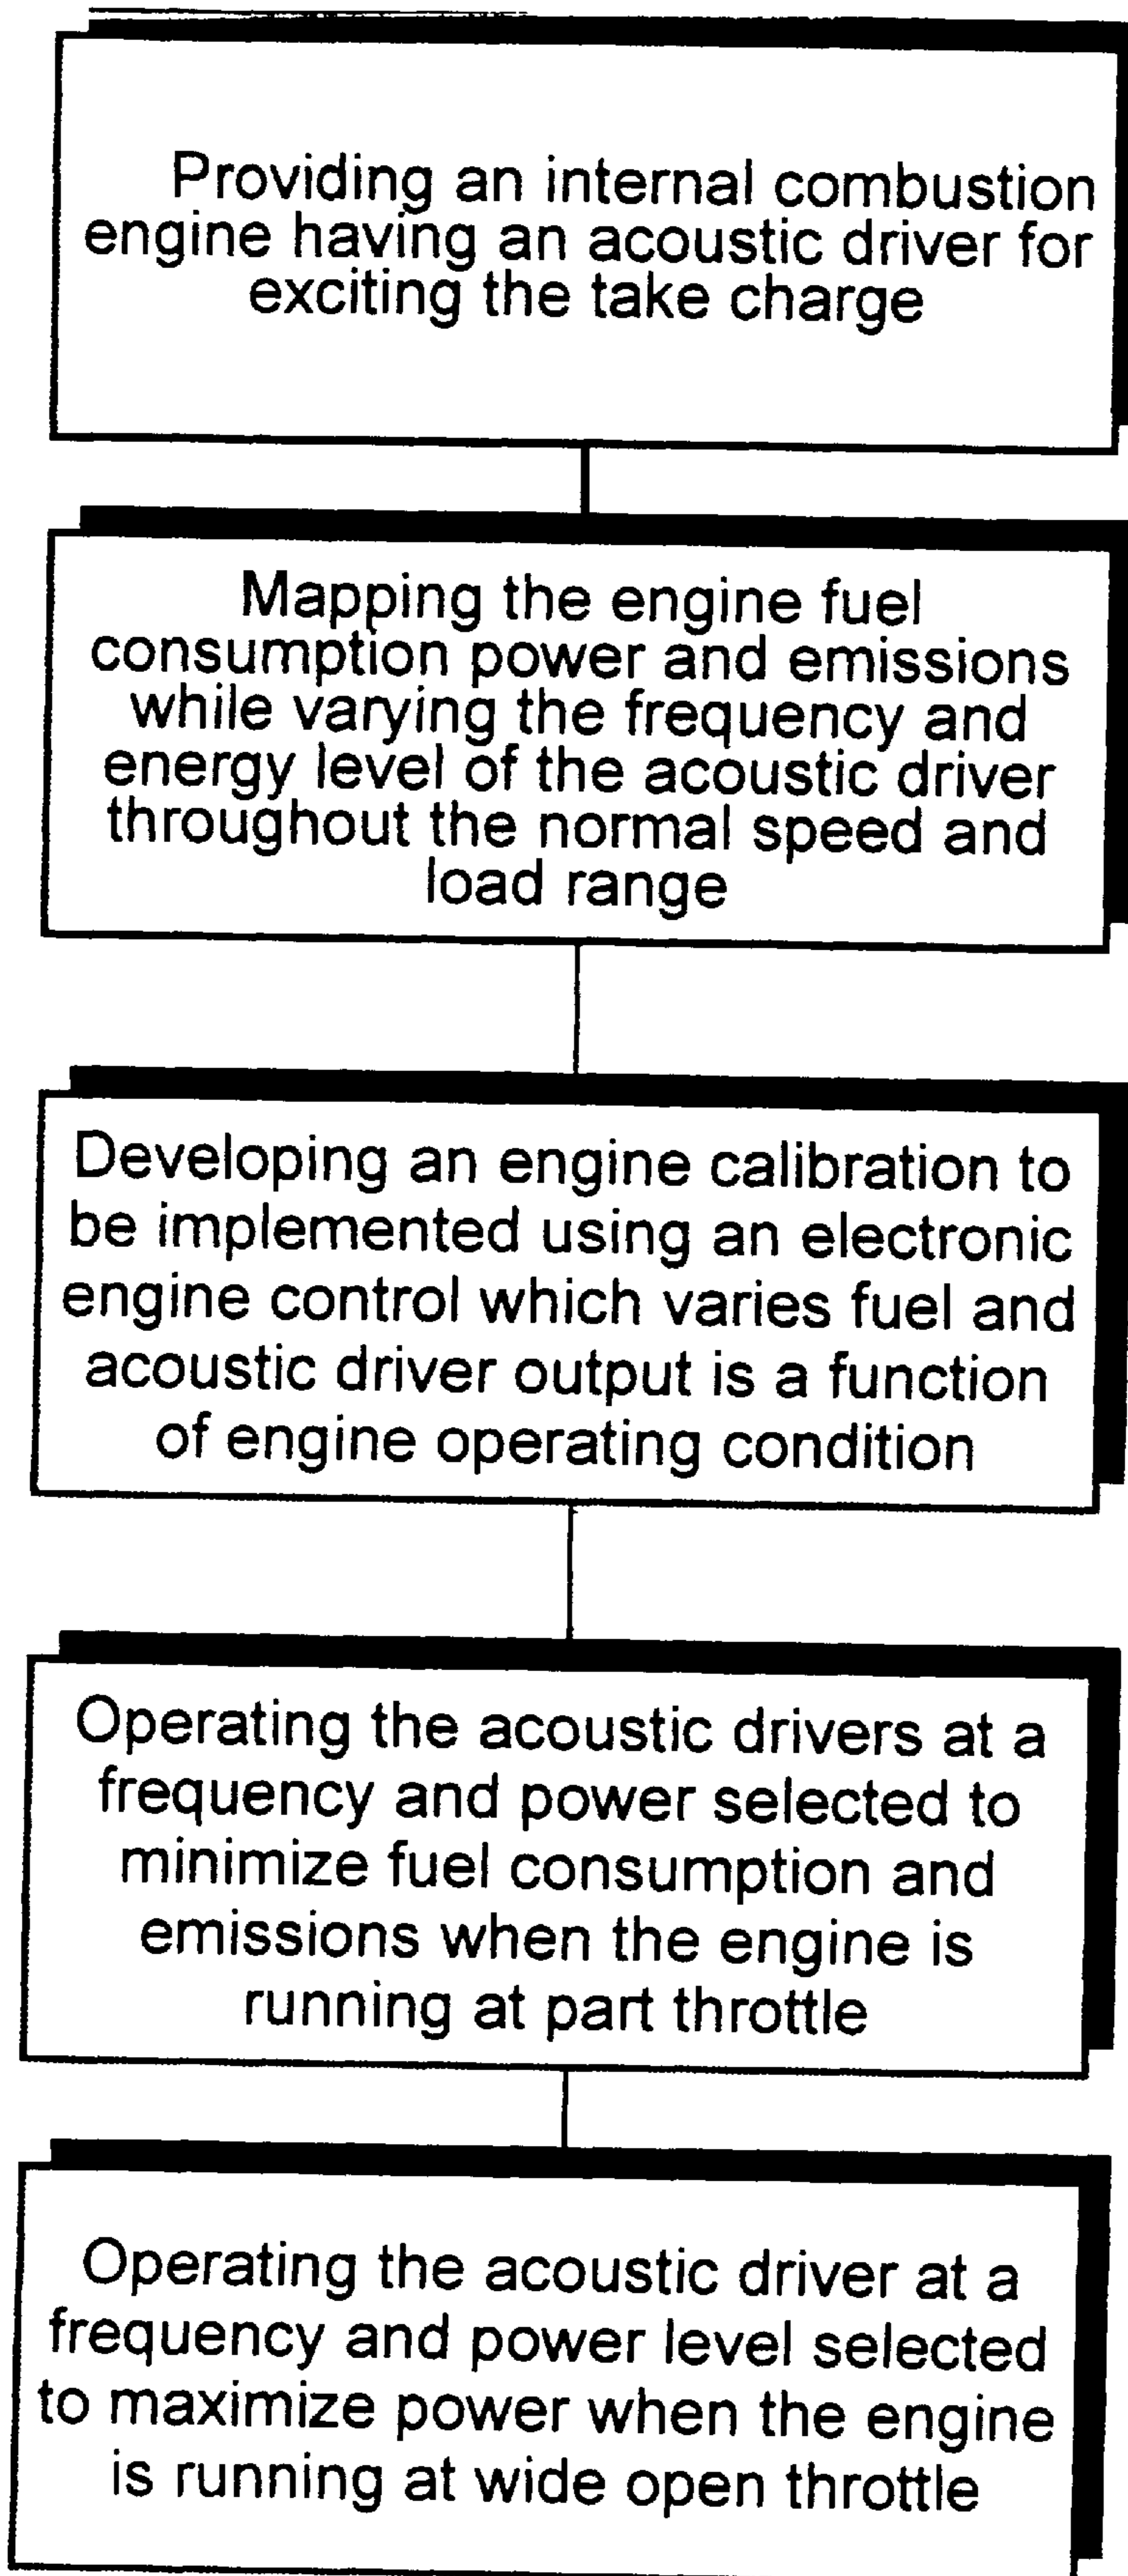 Providing an internal combustion
engine having an acoustic driver for
exciting the take charge
Mapping the engine fuel
consumption power and emissions
while varying the frequency and
energy level of the acoustic driver
throughout the normal speed and
load range
Developing an engine calibration to
be implemented using an electronic
engine control which varies fuel and
acoustic driver output is a function
of engine operating condition
Operating the acoustic drivers at a
frequency and power selected to
minimize fuel consumption and
emissions when the engine is
running at part throttle
Operating the acoustic driver at a
frequency and power level selected
to maximize power when the engine
is running at wide open throttle